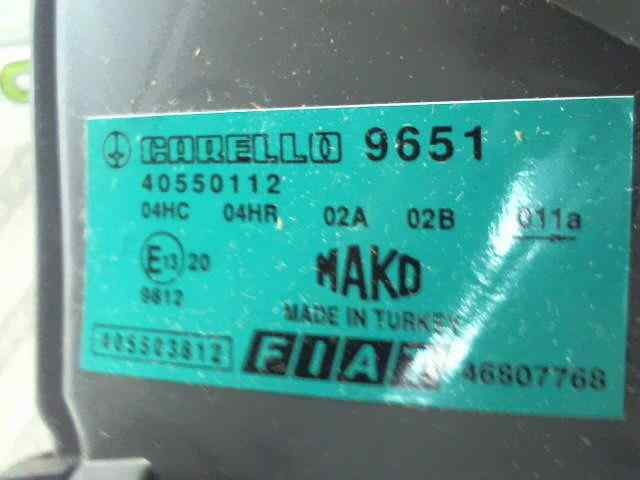 CARELLO 9651
40550112
04HC 04HR 02A 02B 011a
E13 20
9812
MAKO
MADE IN TURKEY
405503812 FIAT 46807768